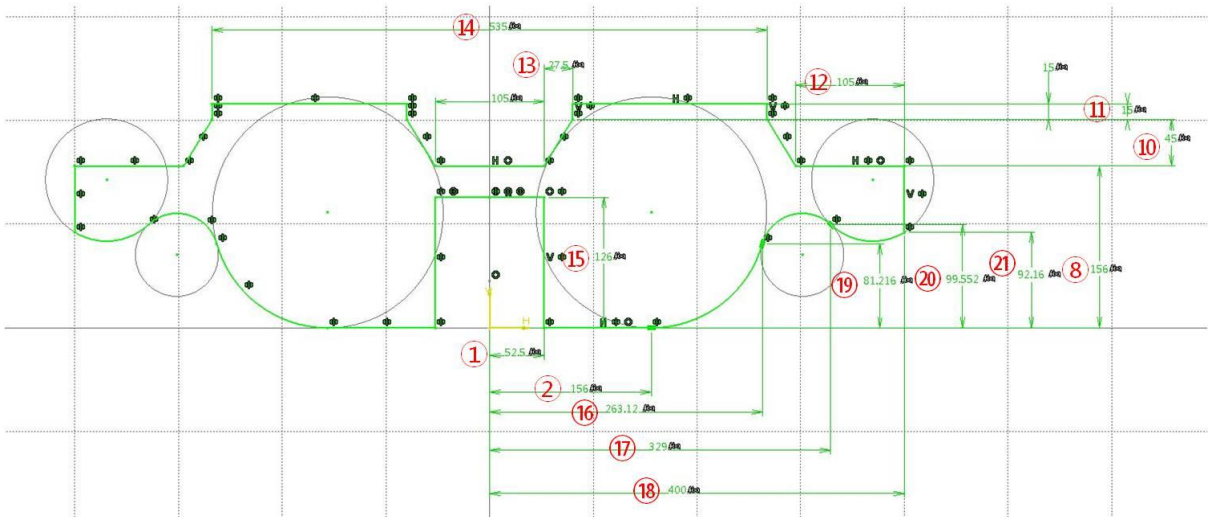 ⑭ 535
15
⑬ 27.5
⑫ 105
105
⑪ 15
H
V
V
⑩ 45
H
H
V
⑮ 126
V
⑲ 81.216
⑳ 99.552
㉑ 92.16
⑧ 156
H
H
① 52.5
② 156
⑯ 263.12
⑰ 329
⑱ 400